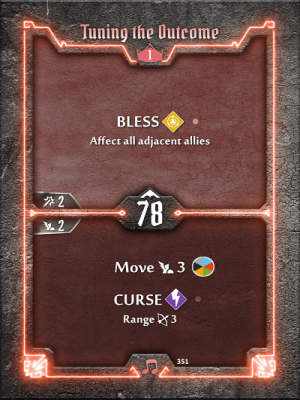 Tuning the Outcome
1
BLESS
Affect all adjacent allies
2
78
2
Move 3
CURSE
Range 3
351